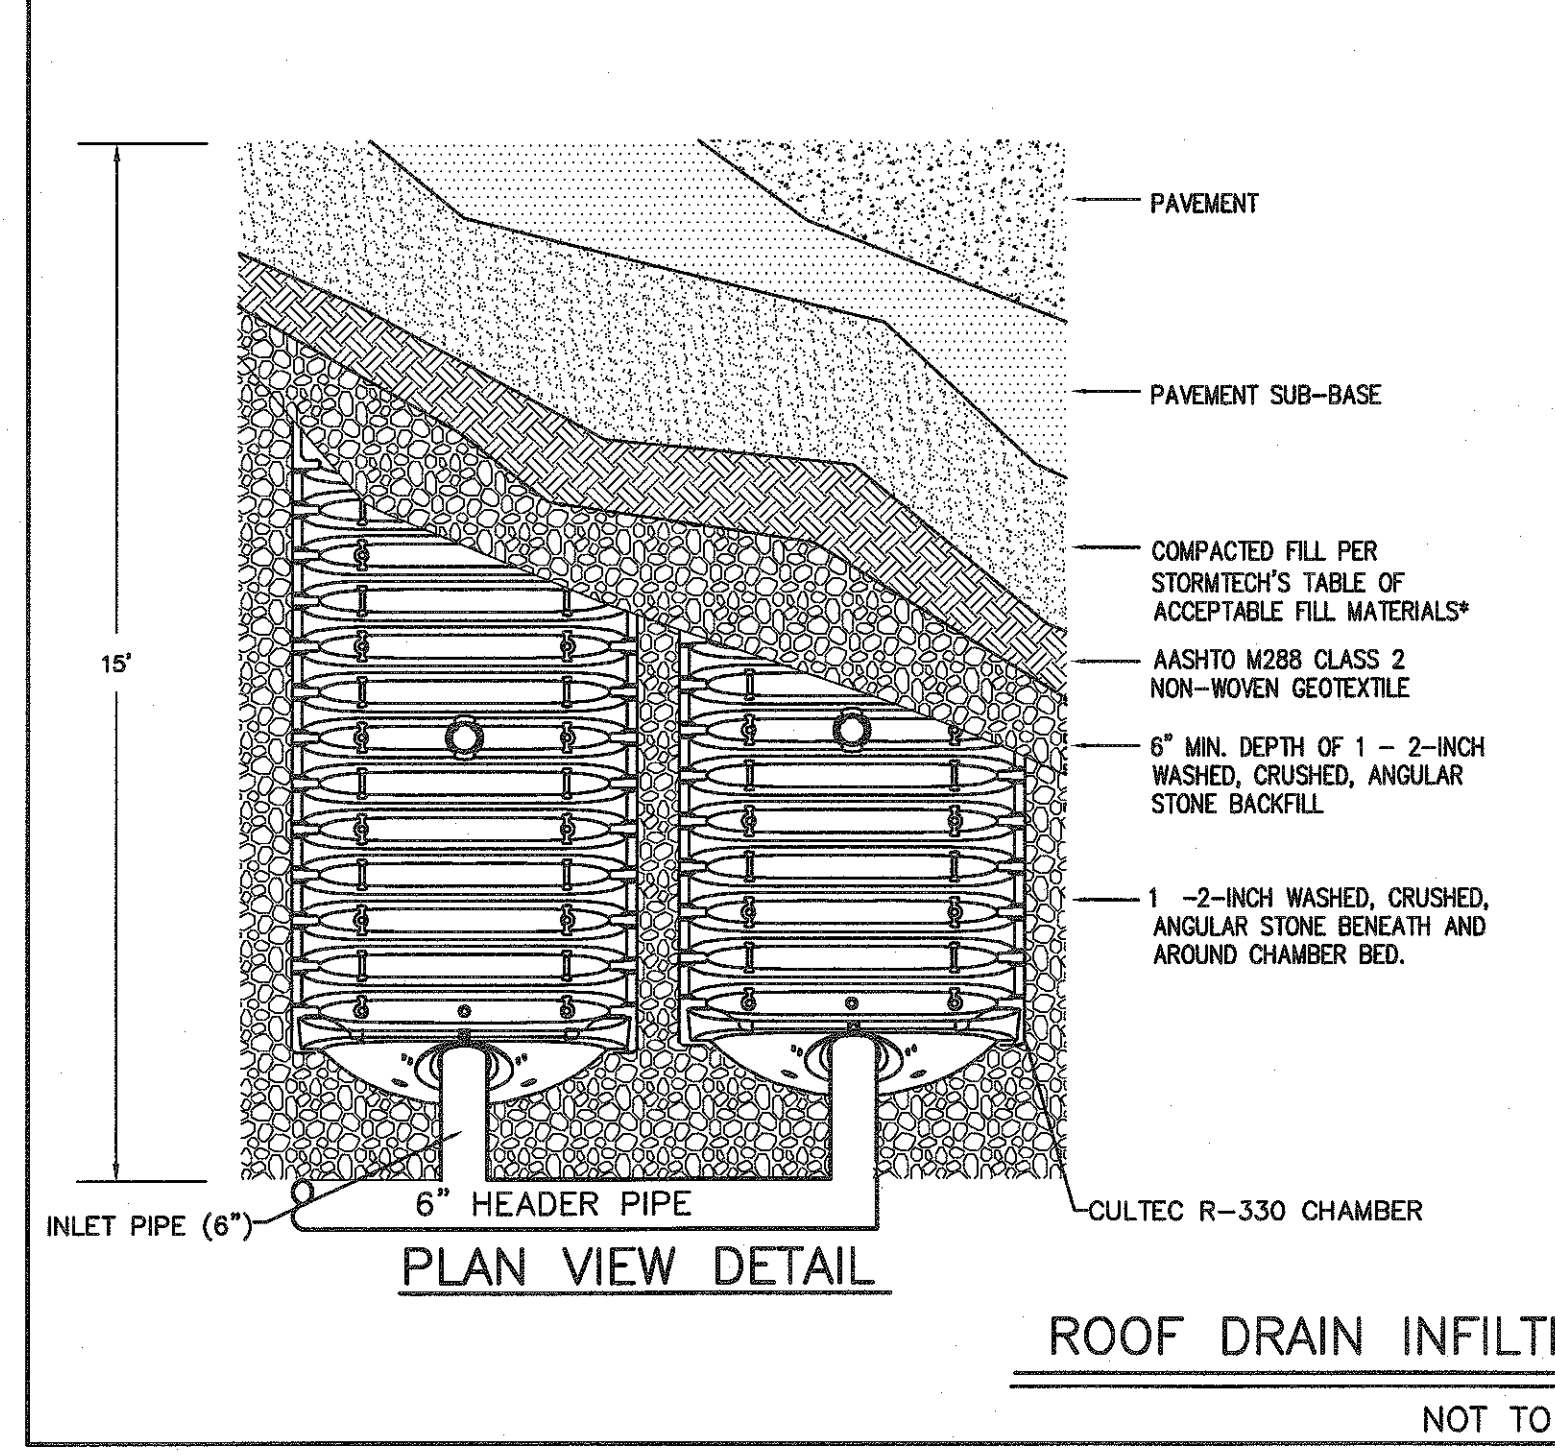 PAVEMENT
PAVEMENT SUB-BASE
COMPACTED FILL PER
STORMTECH'S TABLE OF
ACCEPTABLE FILL MATERIALS*
15'
AASHTO M288 CLASS 2
NON-WOVEN GEOTEXTILE
6" MIN. DEPTH OF 1 - 2-INCH
WASHED, CRUSHED, ANGULAR
STONE BACKFILL
1 -2-INCH WASHED, CRUSHED,
ANGULAR STONE BENEATH AND
AROUND CHAMBER BED.
INLET PIPE (6")
6" HEADER PIPE
CULTEC R-330 CHAMBER
PLAN VIEW DETAIL
ROOF DRAIN INFILT
NOT TO